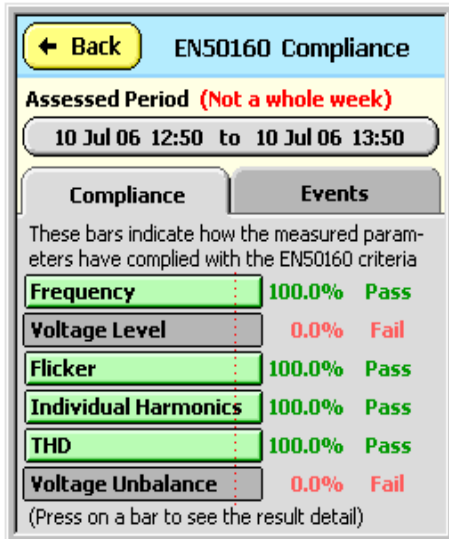 Back EN50160 Compliance
Assessed Period (Not a whole week)
10 Jul 06 12:50 to 10 Jul 06 13:50
Compliance Events
These bars indicate how the measured param-
eters have complied with the EN50160 criteria
Frequency 100.0% Pass
Voltage Level 0.0% Fail
Flicker 100.0% Pass
Individual Harmonics 100.0% Pass
THD 100.0% Pass
Voltage Unbalance 0.0% Fail
(Press on a bar to see the result detail)